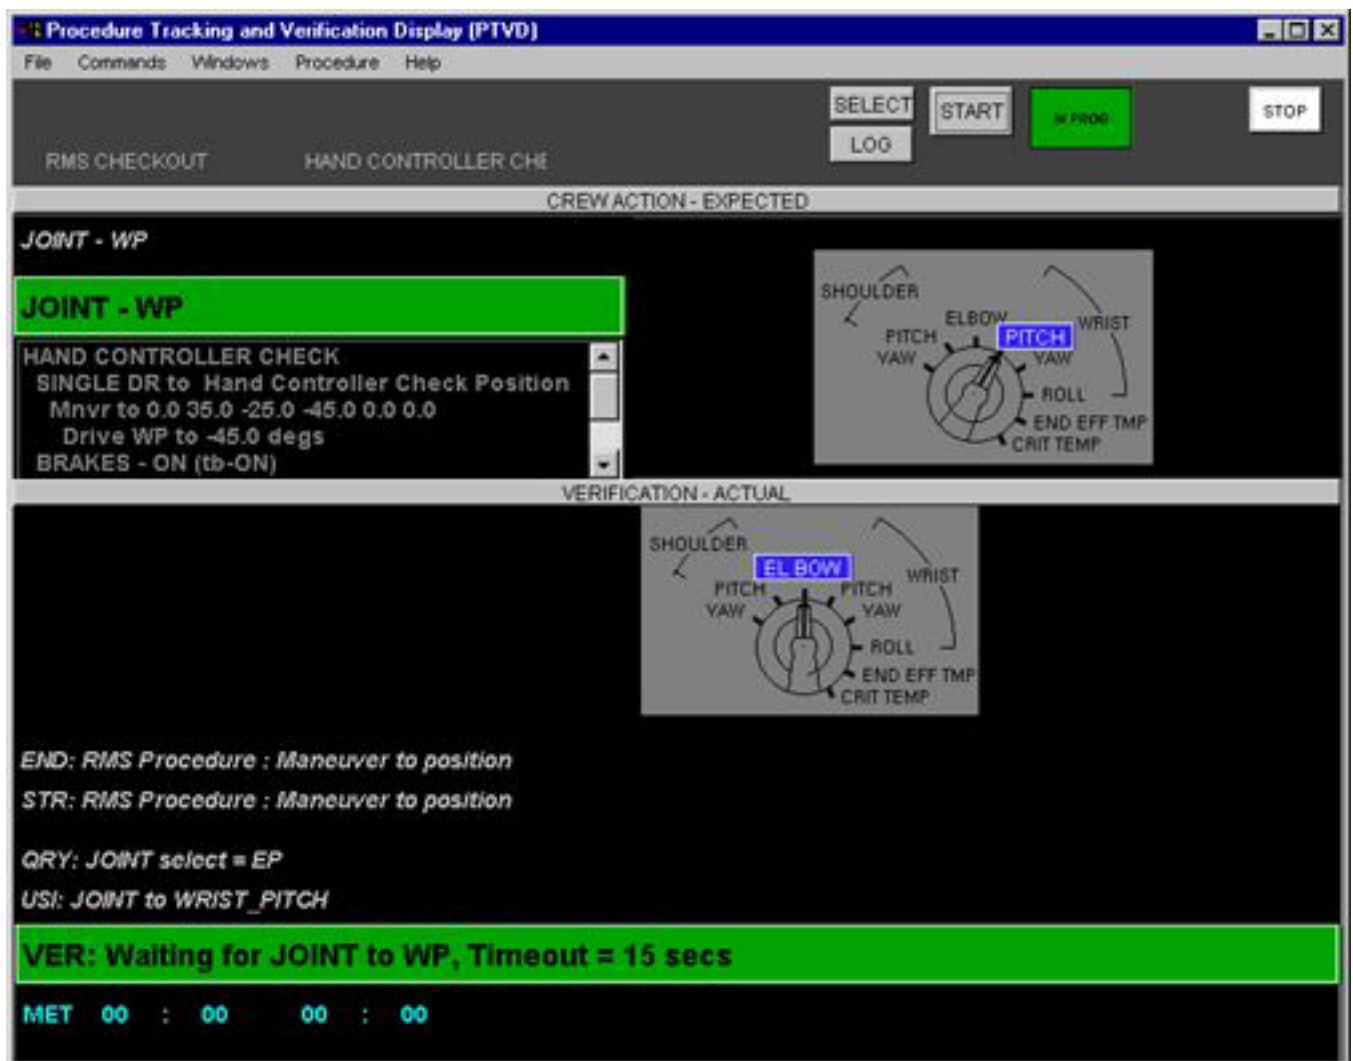 Procedure Tracking and Verification Display (PTVD)
File Commands Windows Procedure Help
SELECT
START
IN PROG
STOP
LOG
RMS CHECKOUT HAND CONTROLLER CHE
CREW ACTION - EXPECTED
JOINT - WP
JOINT - WP
HAND CONTROLLER CHECK
SINGLE DR to Hand Controller Check Position
Mnvr to 0.0 35.0 -25.0 -45.0 0.0 0.0
Drive WP to -45.0 degs
BRAKES - ON (tb-ON)
SHOULDER
ELBOW
WRIST
PITCH
PITCH
YAW
YAW
ROLL
END EFF TMP
CRIT TEMP
VERIFICATION - ACTUAL
SHOULDER
EL BOW
WRIST
PITCH
PITCH
YAW
YAW
ROLL
END EFF TMP
CRIT TEMP
END: RMS Procedure : Maneuver to position
STR: RMS Procedure : Maneuver to position
QRY: JOINT select = EP
USI: JOINT to WRIST_PITCH
VER: Waiting for JOINT to WP, Timeout = 15 secs
MET 00 : 00 00 : 00